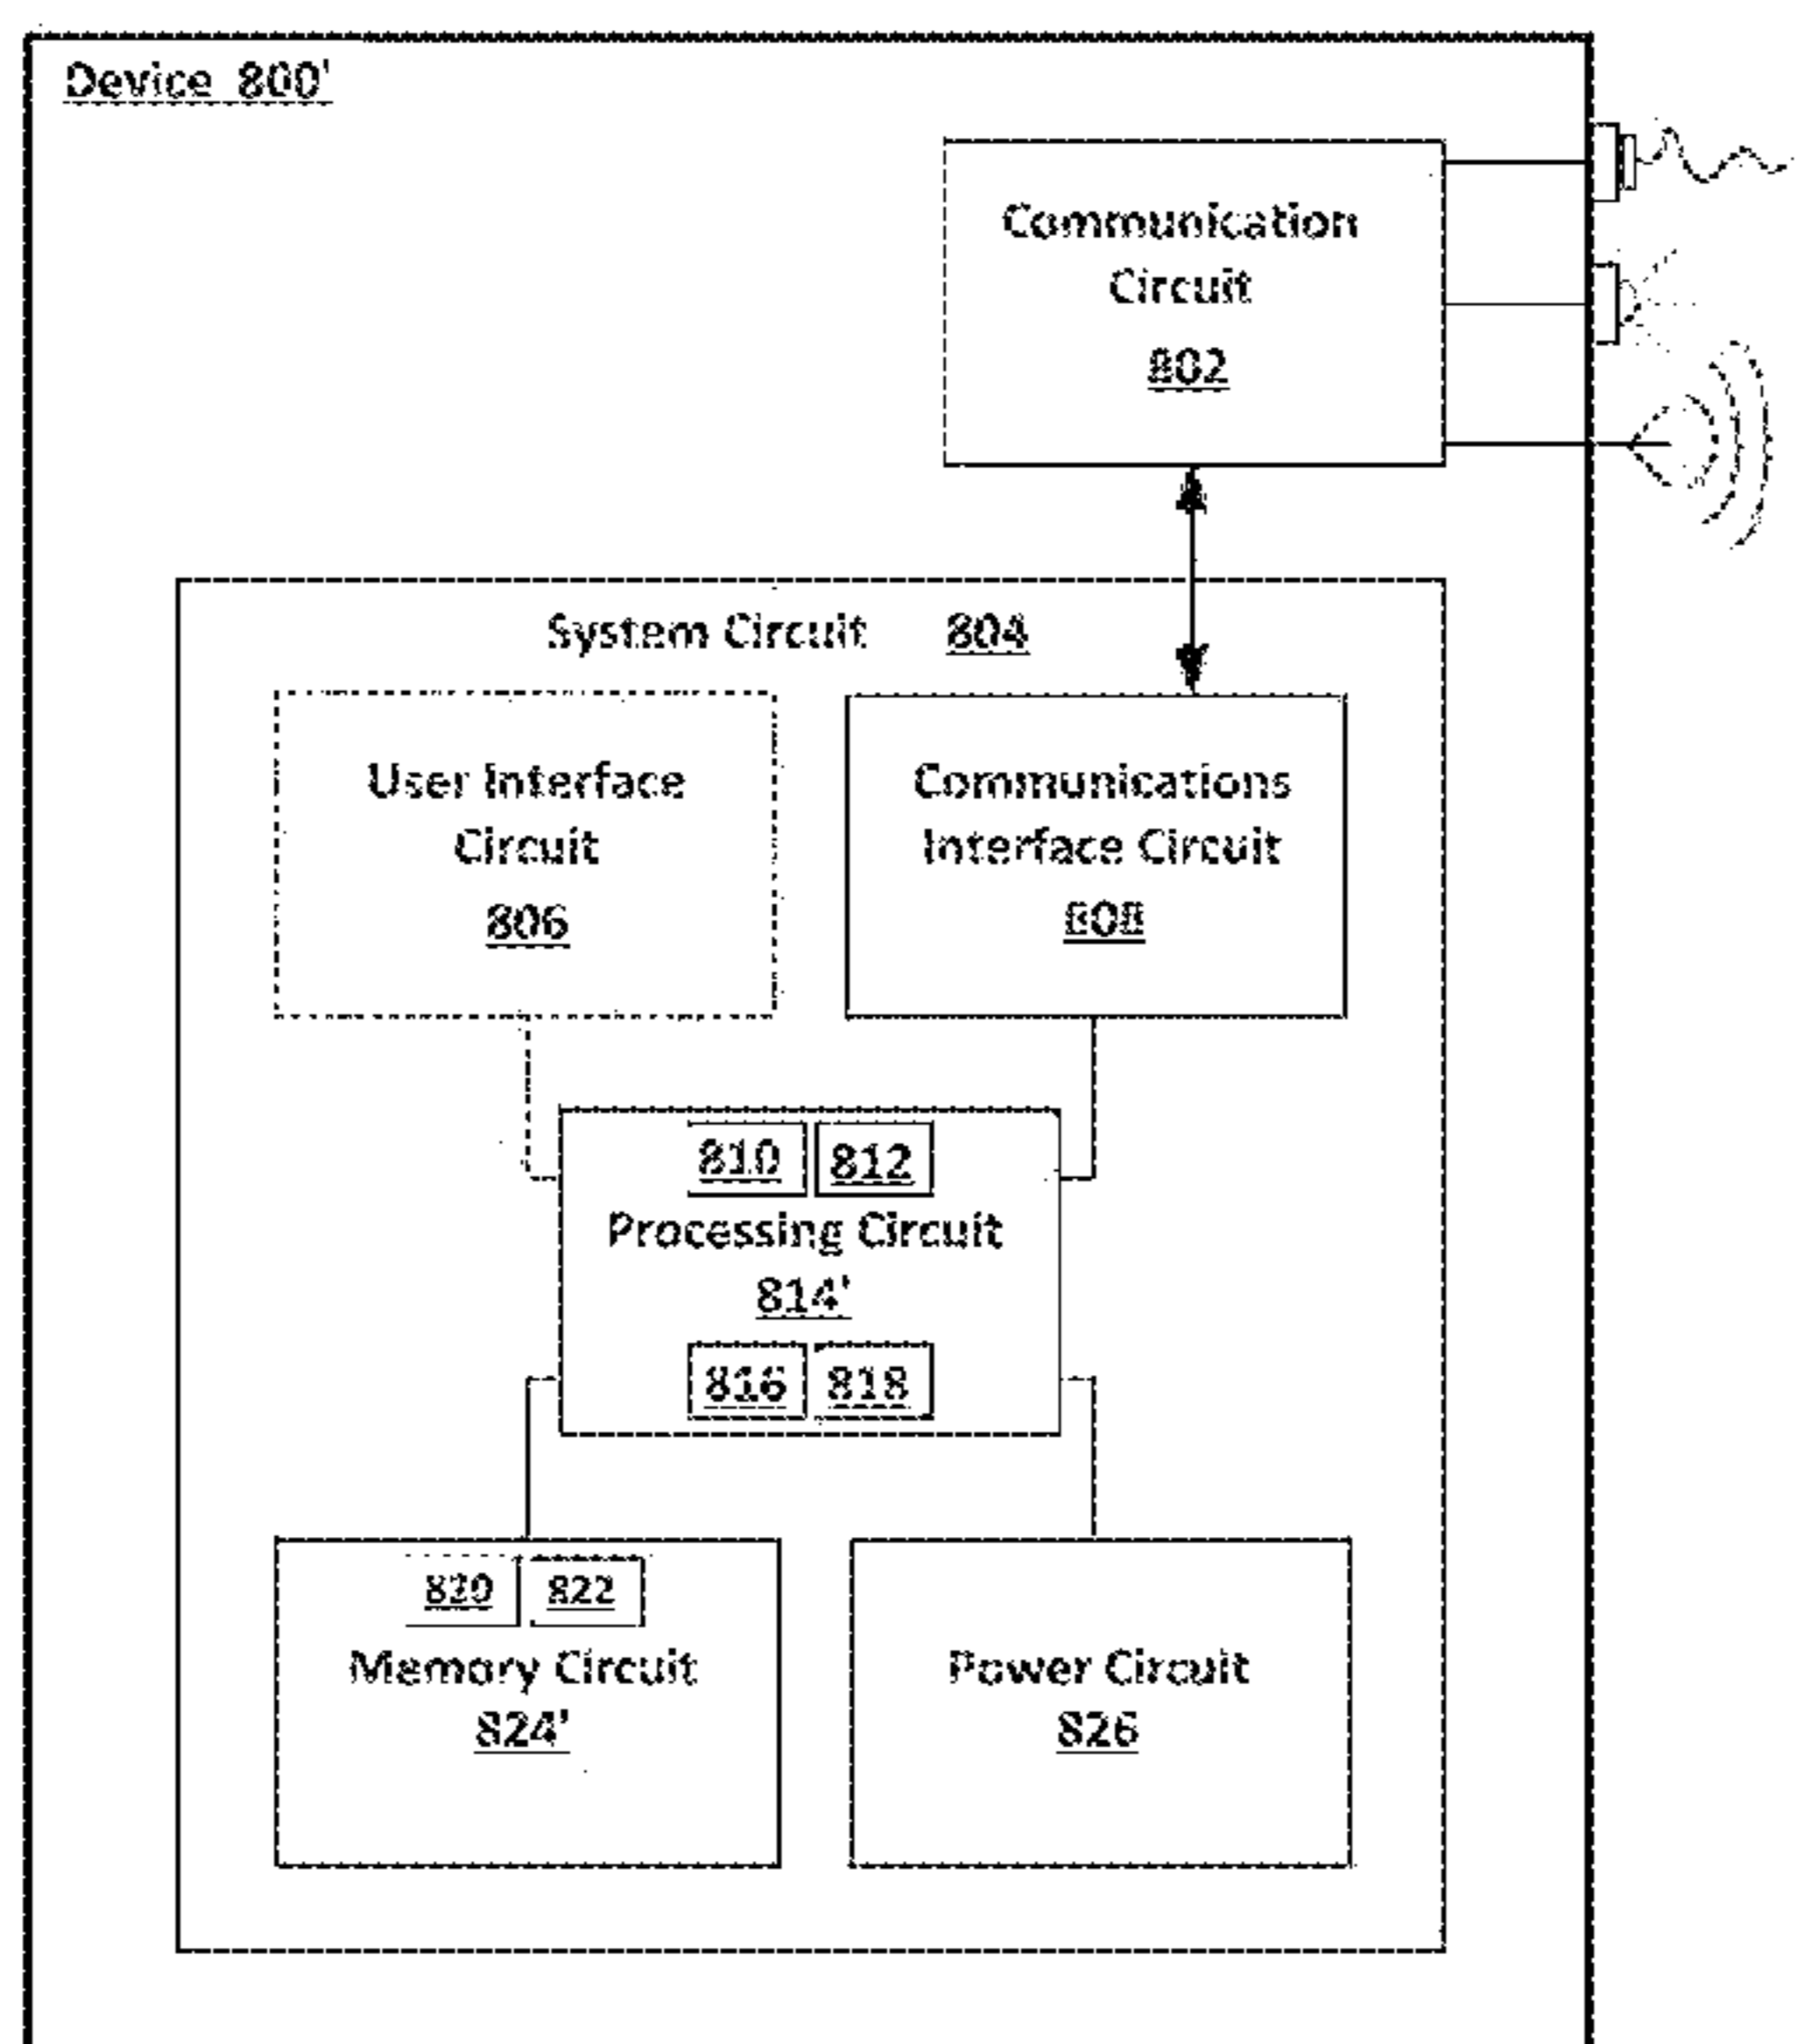 Device 800'
Communication
Circuit
802
System Circuit 804
User Interface
Circuit
806
Communications
Interface Circuit
808
810 812
Processing Circuit
814'
816 818
820 822
Memory Circuit
824'
Power Circuit
826